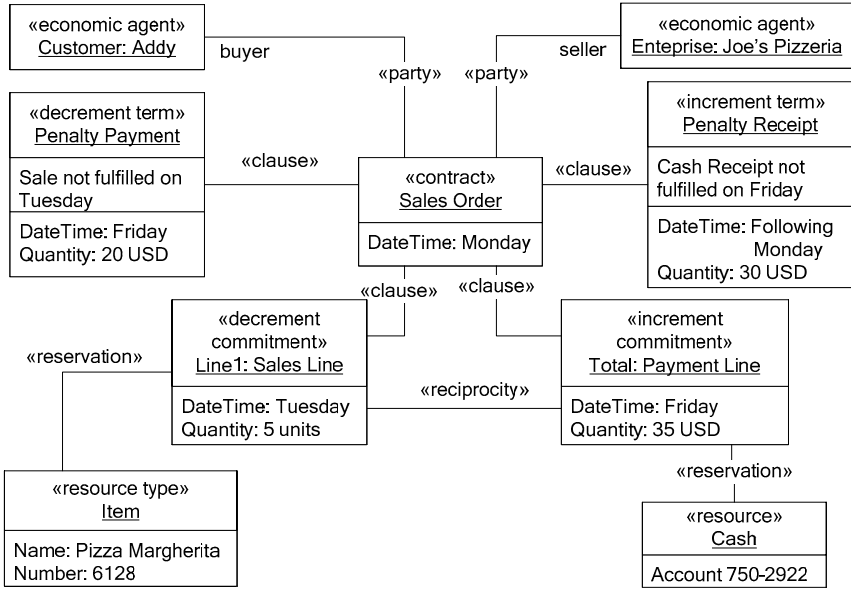 «economic agent»
Customer: Addy
buyer
«party»
«party»
seller
«economic agent»
Enteprise: Joe's Pizzeria
«decrement term»
Penalty Payment
Sale not fulfilled on
Tuesday
DateTime: Friday
Quantity: 20 USD
«clause»
«contract»
Sales Order
DateTime: Monday
«clause»
«increment term»
Penalty Receipt
Cash Receipt not
fulfilled on Friday
DateTime: Following
Monday
Quantity: 30 USD
«clause»
«clause»
«reservation»
«decrement
commitment»
Line1: Sales Line
DateTime: Tuesday
Quantity: 5 units
«reciprocity»
«increment
commitment»
Total: Payment Line
DateTime: Friday
Quantity: 35 USD
«reservation»
«resource type»
Item
Name: Pizza Margherita
Number: 6128
«resource»
Cash
Account 750-2922